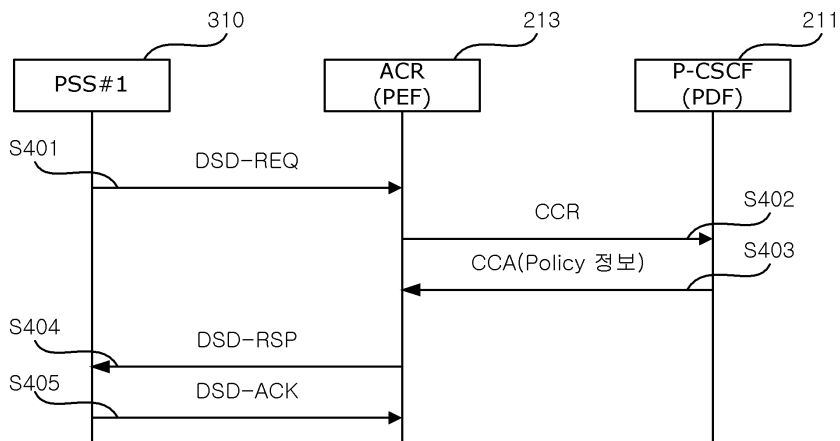 310
213
211
PSS#1
ACR
(PEF)
P-CSCF
(PDF)
S401
DSD-REQ
CCR
S402
CCA(Policy 정보)
S403
S404
DSD-RSP
S405
DSD-ACK